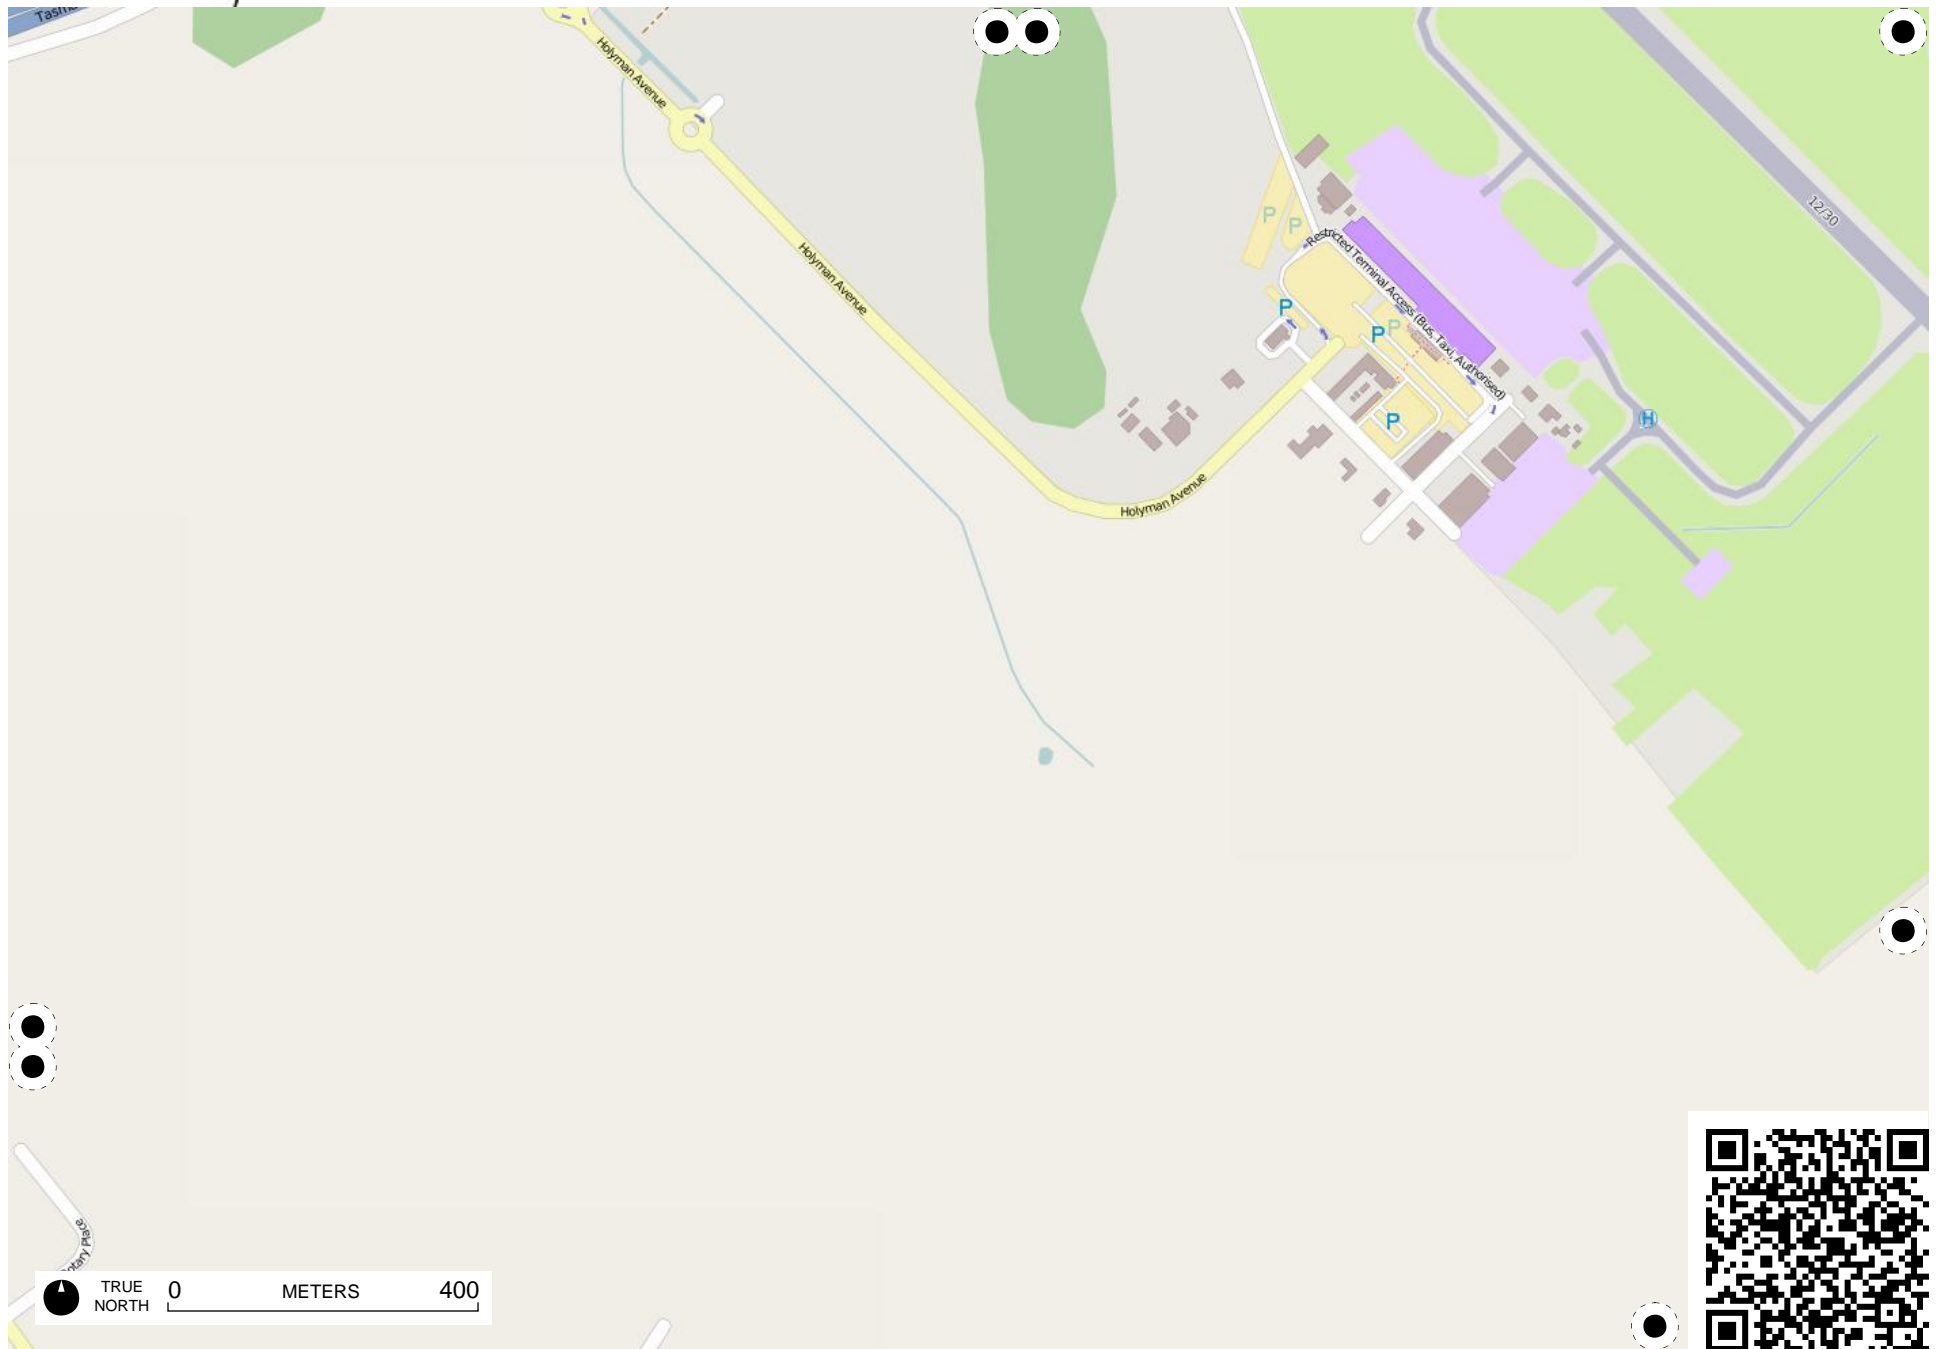 Holyman Avenue
12/30
P
P
Restricted Terminal Access (Bus, Taxi, Authorised)
Holyman Avenue
P
P
P
P
H
Holyman Avenue
TRUE NORTH
0 METERS 400